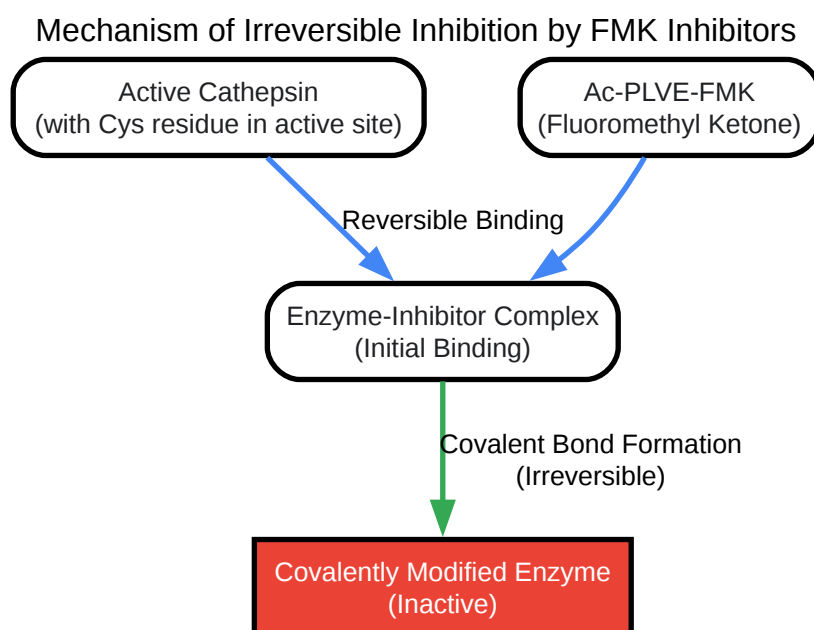 Mechanism of Irreversible Inhibition by FMK Inhibitors
Active Cathepsin
(with Cys residue in active site)
Ac-PLVE-FMK
(Fluoromethyl Ketone)
Reversible Binding
Enzyme-Inhibitor Complex
(Initial Binding)
Covalent Bond Formation
(Irreversible)
Covalently Modified Enzyme
(Inactive)